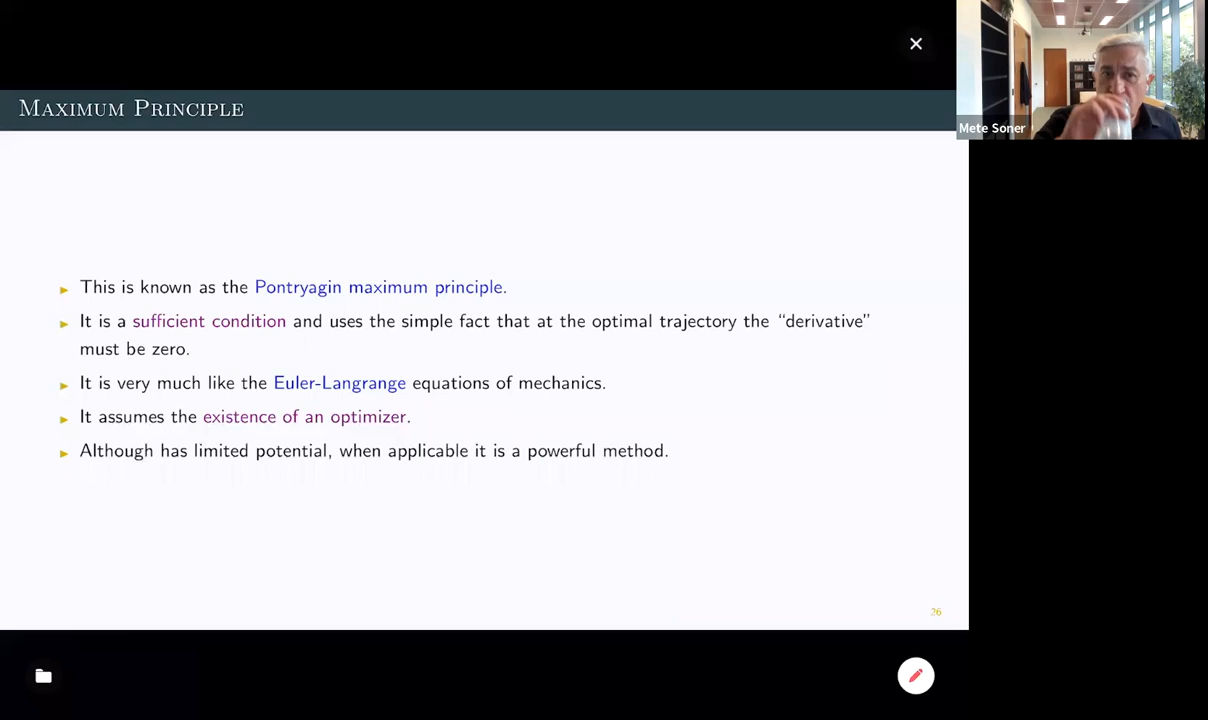 MAXIMUM PRINCIPLE
Mete Soner
This is known as the Pontryagin maximum principle.
It is a sufficient condition and uses the simple fact that at the optimal trajectory the “derivative”
must be zero.
It is very much like the Euler-Langrange equations of mechanics.
It assumes the existence of an optimizer.
Although has limited potential, when applicable it is a powerful method.
26